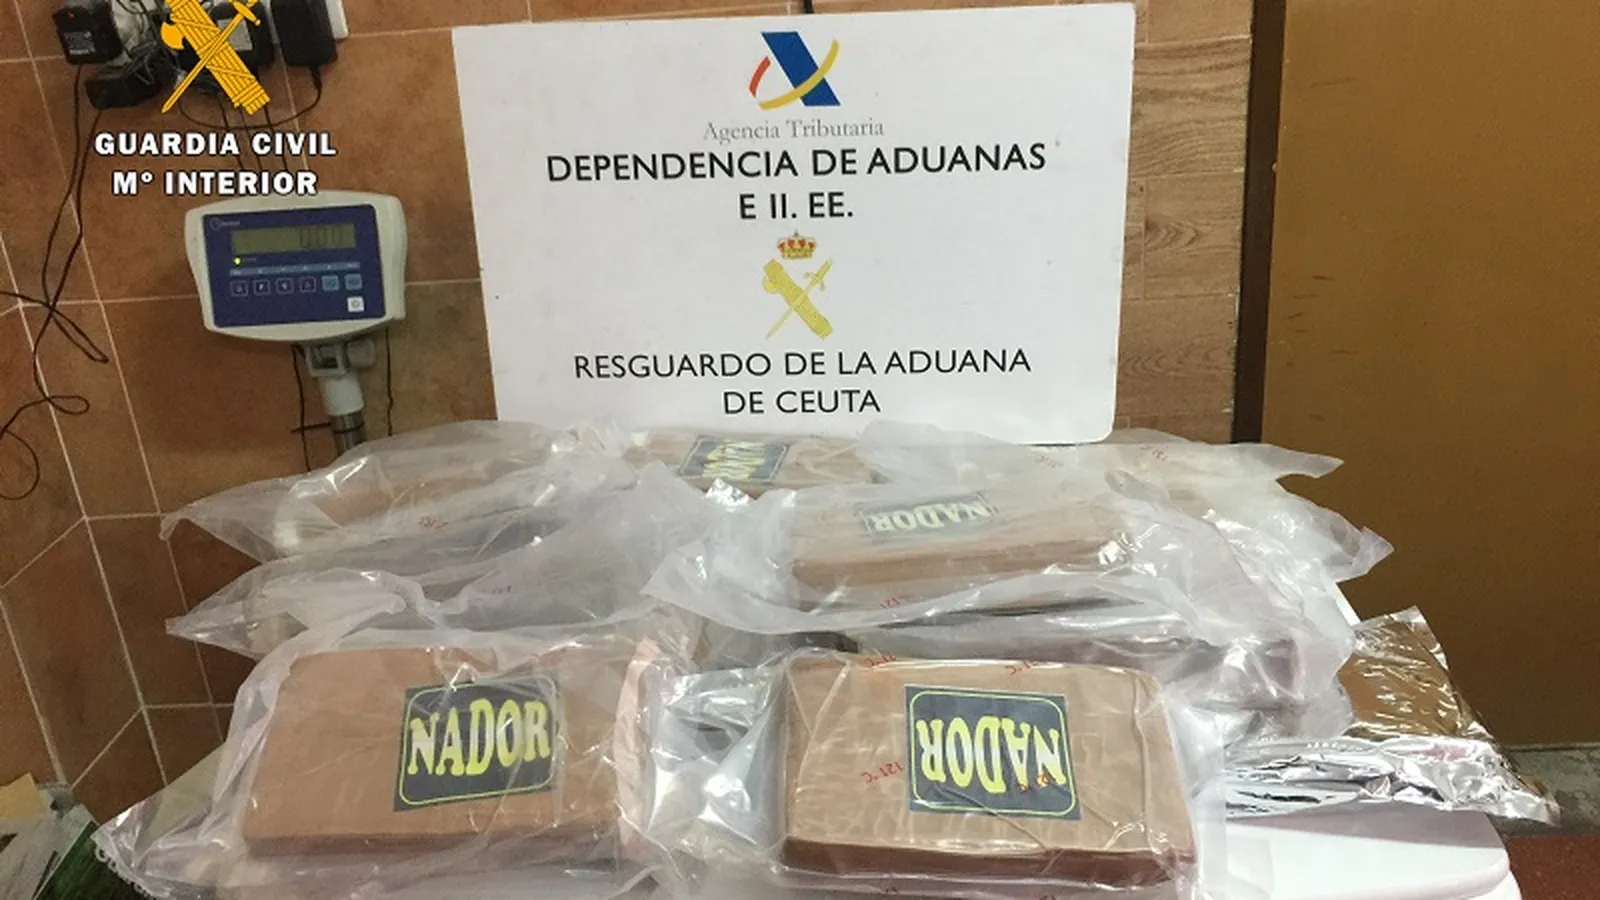 GUARDIA CIVIL
Mº INTERIOR
Agencia Tributaria
DEPENDENCIA DE ADUANAS
E II. EE.
RESGUARDO DE LA ADUANA
DE CEUTA
NADOR
NADOR
NADOR
NADOR
121°C